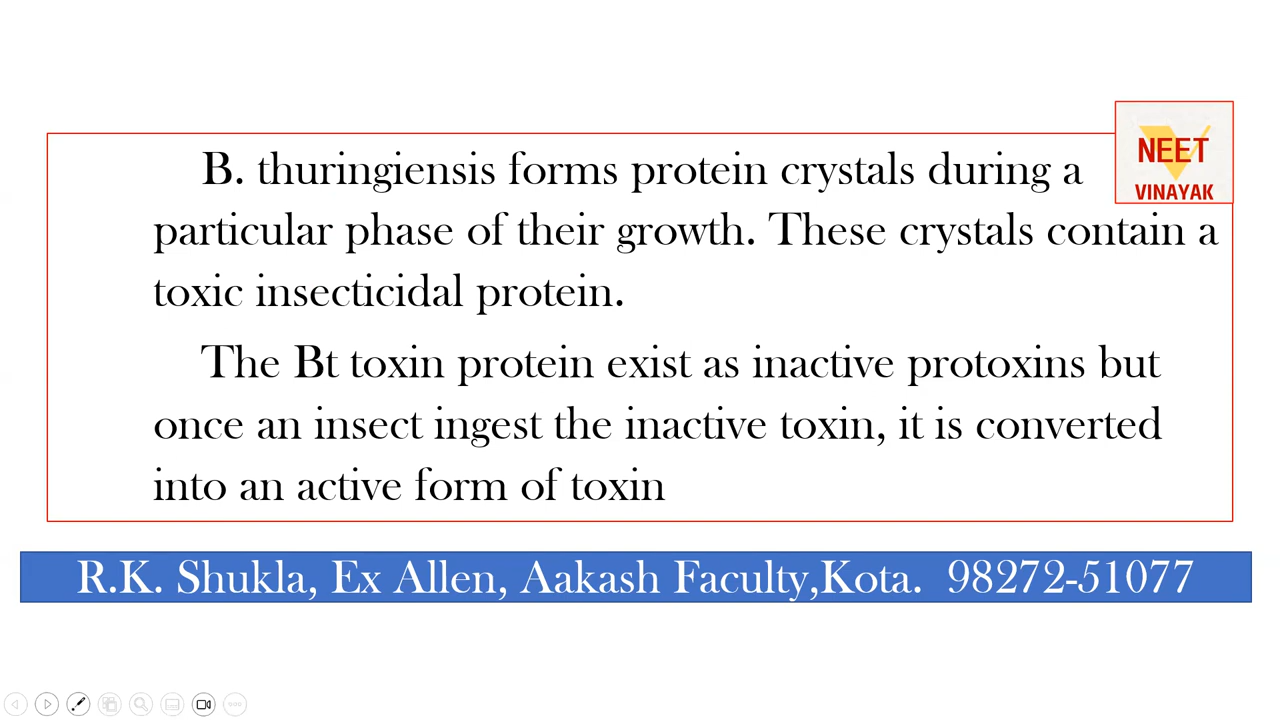 NEET
VINAYAK
B. thuringiensis forms protein crystals during a
particular phase of their growth. These crystals contain a
toxic insecticidal protein.
The Bt toxin protein exist as inactive protoxins but
once an insect ingest the inactive toxin, it is converted
into an active form of toxin
R.K. Shukla, Ex Allen, Aakash Faculty,Kota. 98272-51077